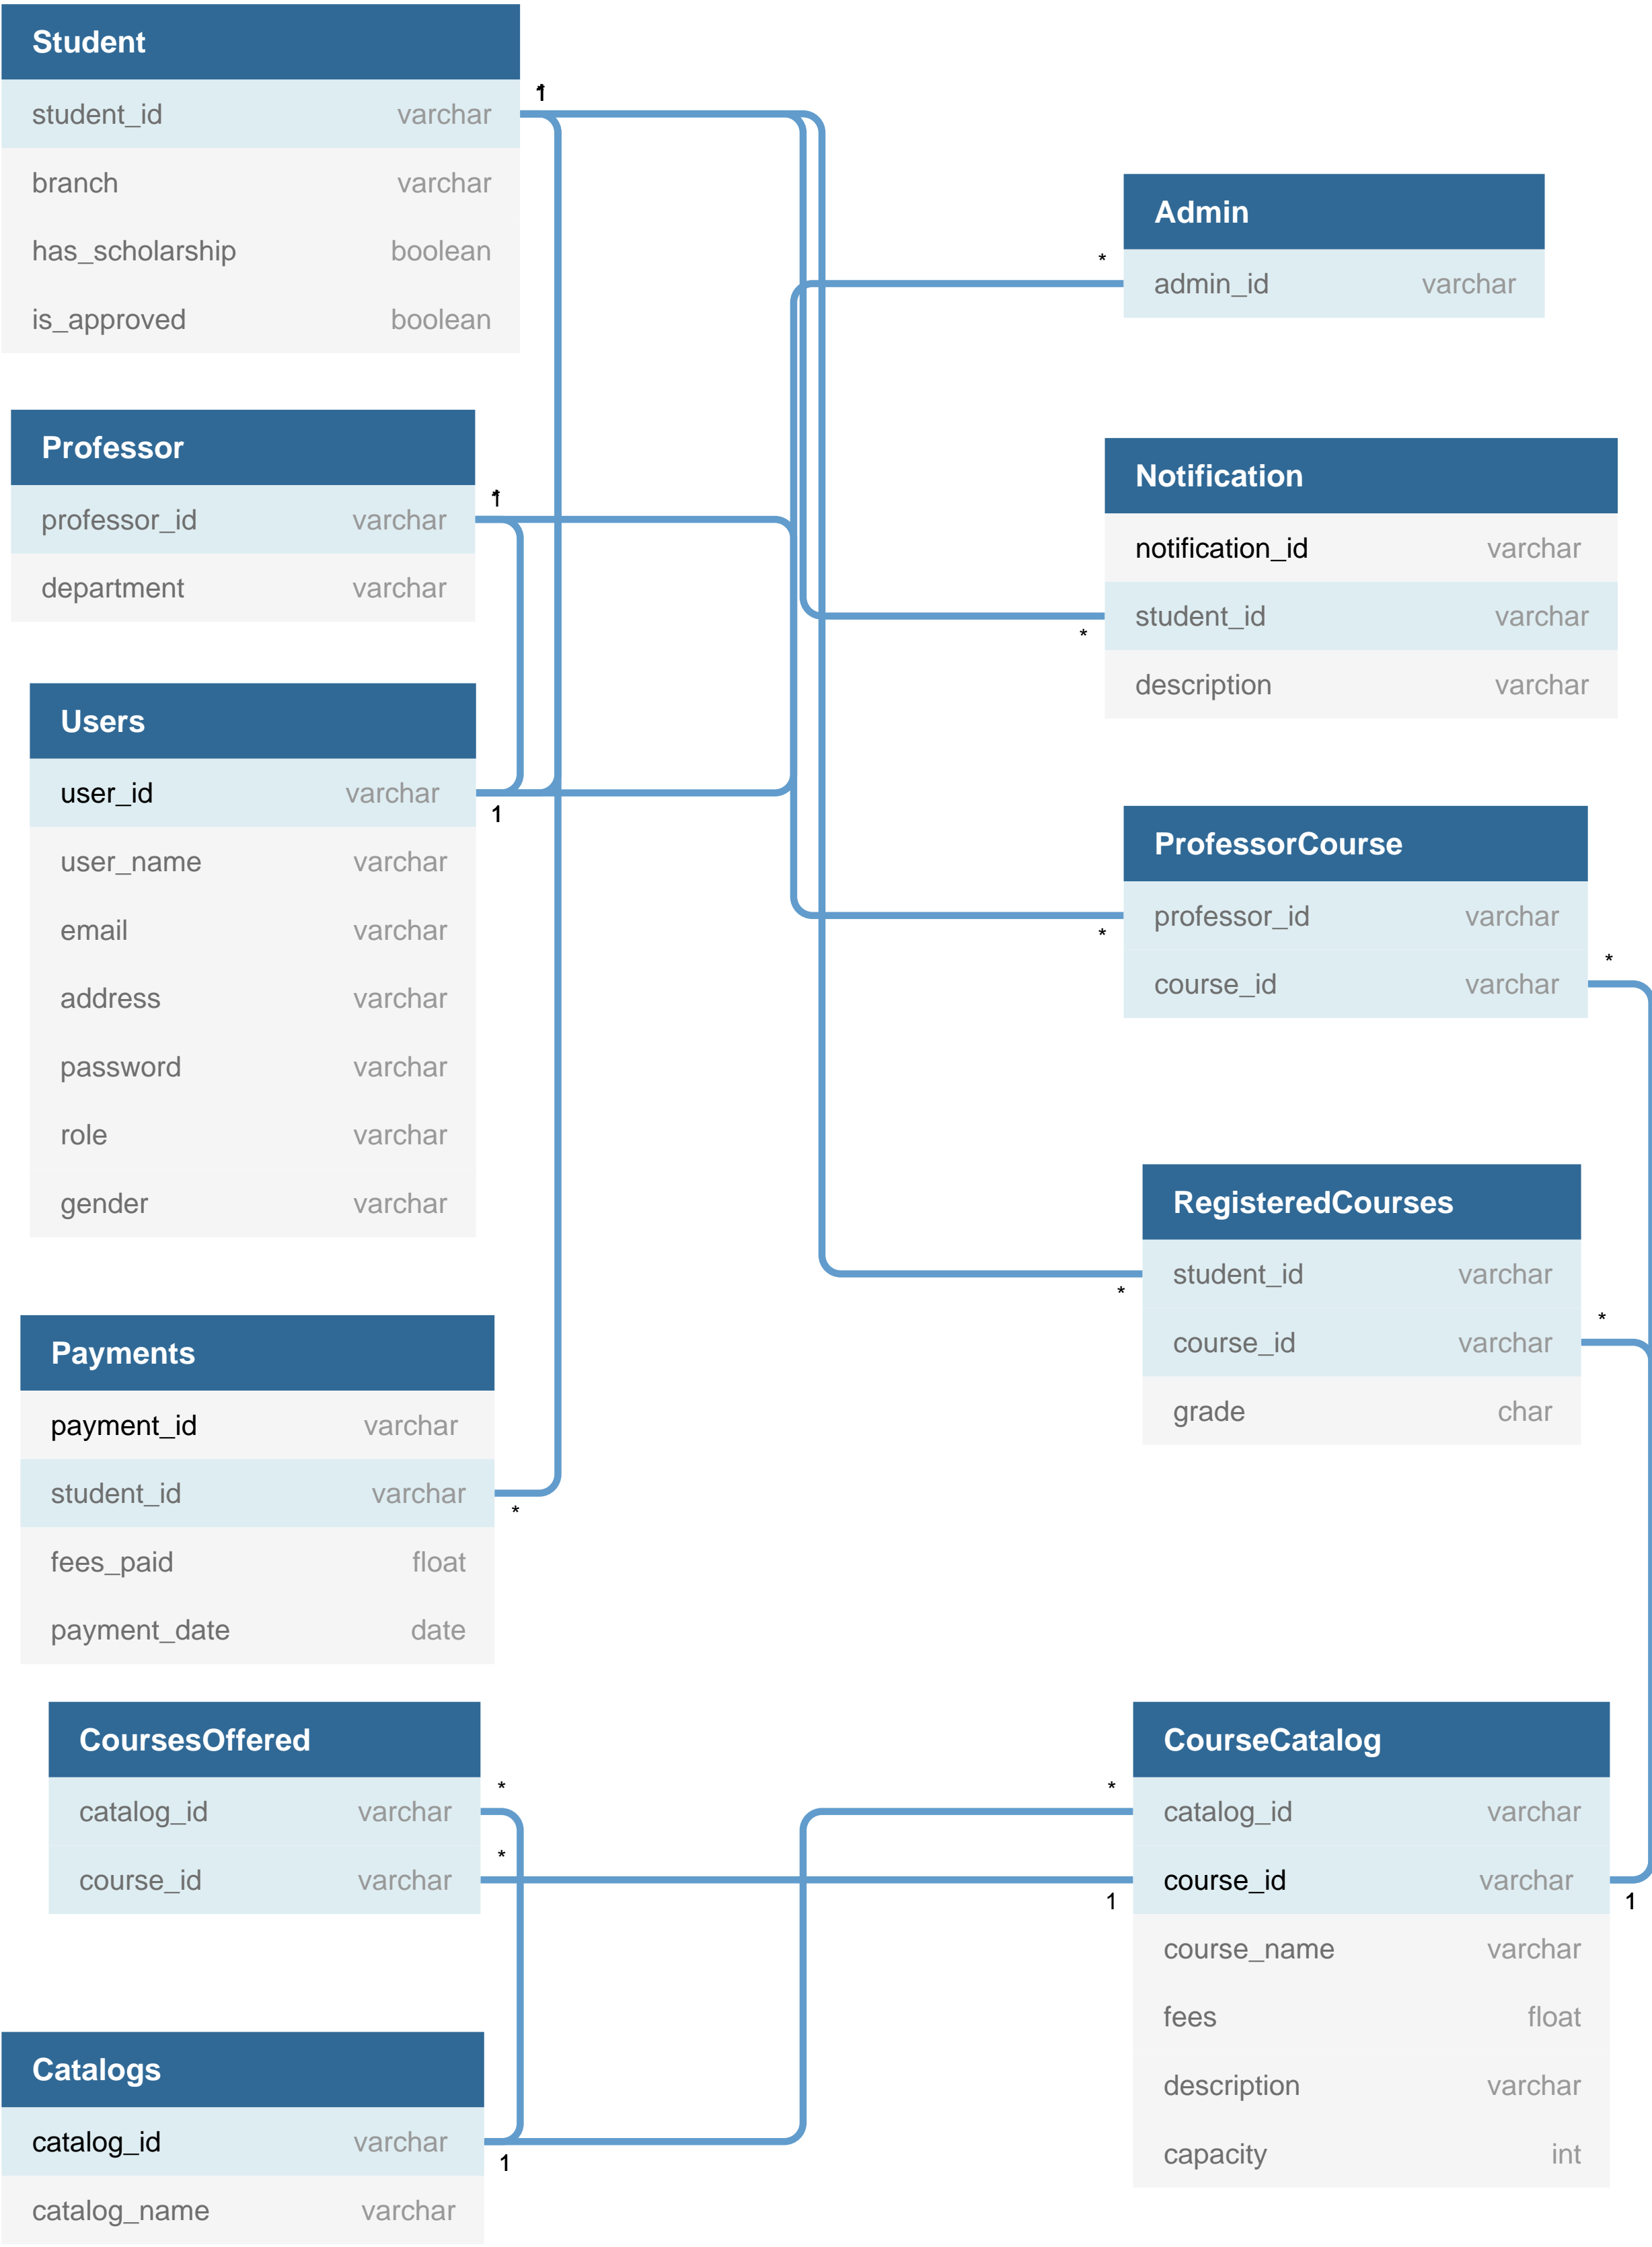 Student
student_id varchar
branch varchar
has_scholarship boolean
is_approved boolean
1
*
Professor
professor_id varchar
department varchar
1
*
Users
user_id varchar
user_name varchar
email varchar
address varchar
password varchar
role varchar
gender varchar
1
Payments
payment_id varchar
student_id varchar
fees_paid float
payment_date date
*
CoursesOffered
catalog_id varchar
course_id varchar
*
*
Catalogs
catalog_id varchar
catalog_name varchar
1
Admin
admin_id varchar
*
Notification
notification_id varchar
student_id varchar
description varchar
*
ProfessorCourse
professor_id varchar
course_id varchar
*
*
RegisteredCourses
student_id varchar
course_id varchar
grade char
*
*
CourseCatalog
catalog_id varchar
course_id varchar
course_name varchar
fees float
description varchar
capacity int
*
1
1